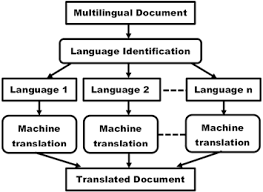 Multilingual Document
Language Identification
Language 1
Language 2
Language n
Machine
translation
Machine
translation
Machine
translation
Translated Document